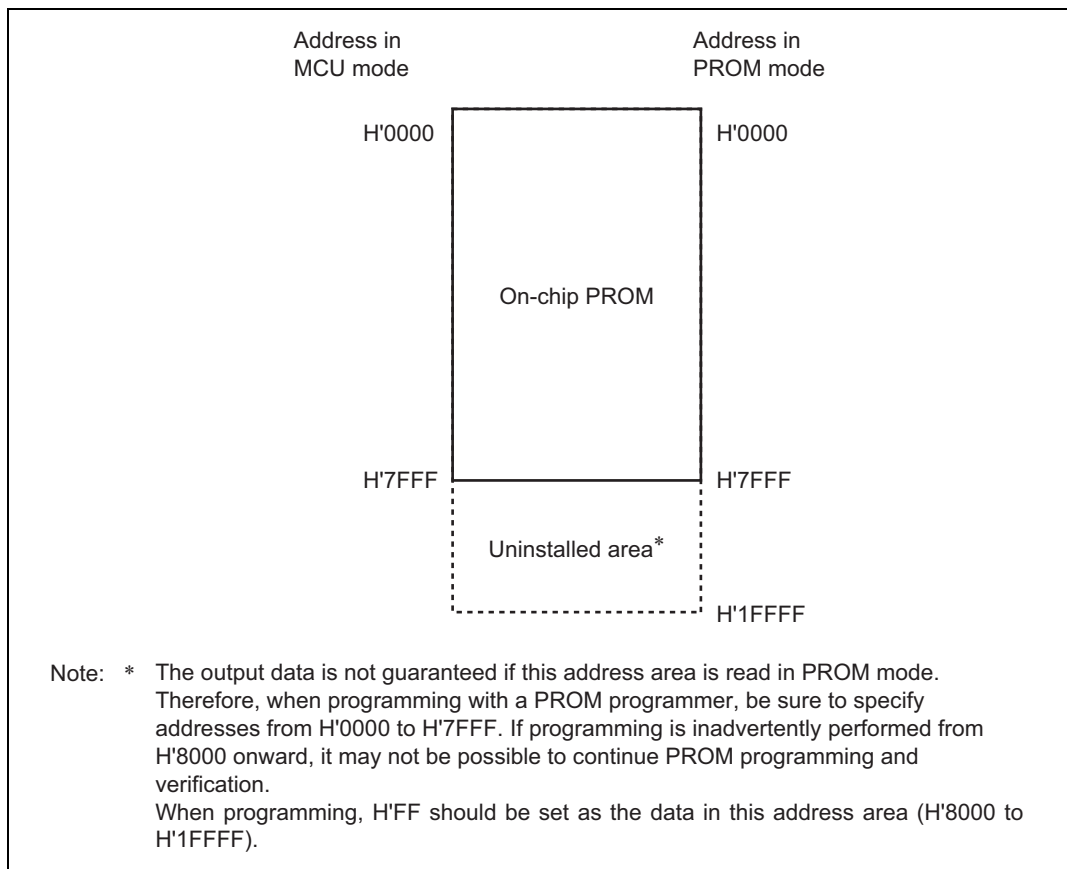 Address in
MCU mode
Address in
PROM mode
H'0000
H'0000
On-chip PROM
H'7FFF
H'7FFF
Uninstalled area*
H'1FFFF
Note: * The output data is not guaranteed if this address area is read in PROM mode.
Therefore, when programming with a PROM programmer, be sure to specify
addresses from H'0000 to H'7FFF. If programming is inadvertently performed from
H'8000 onward, it may not be possible to continue PROM programming and
verification.
When programming, H'FF should be set as the data in this address area (H'8000 to
H'1FFFF).